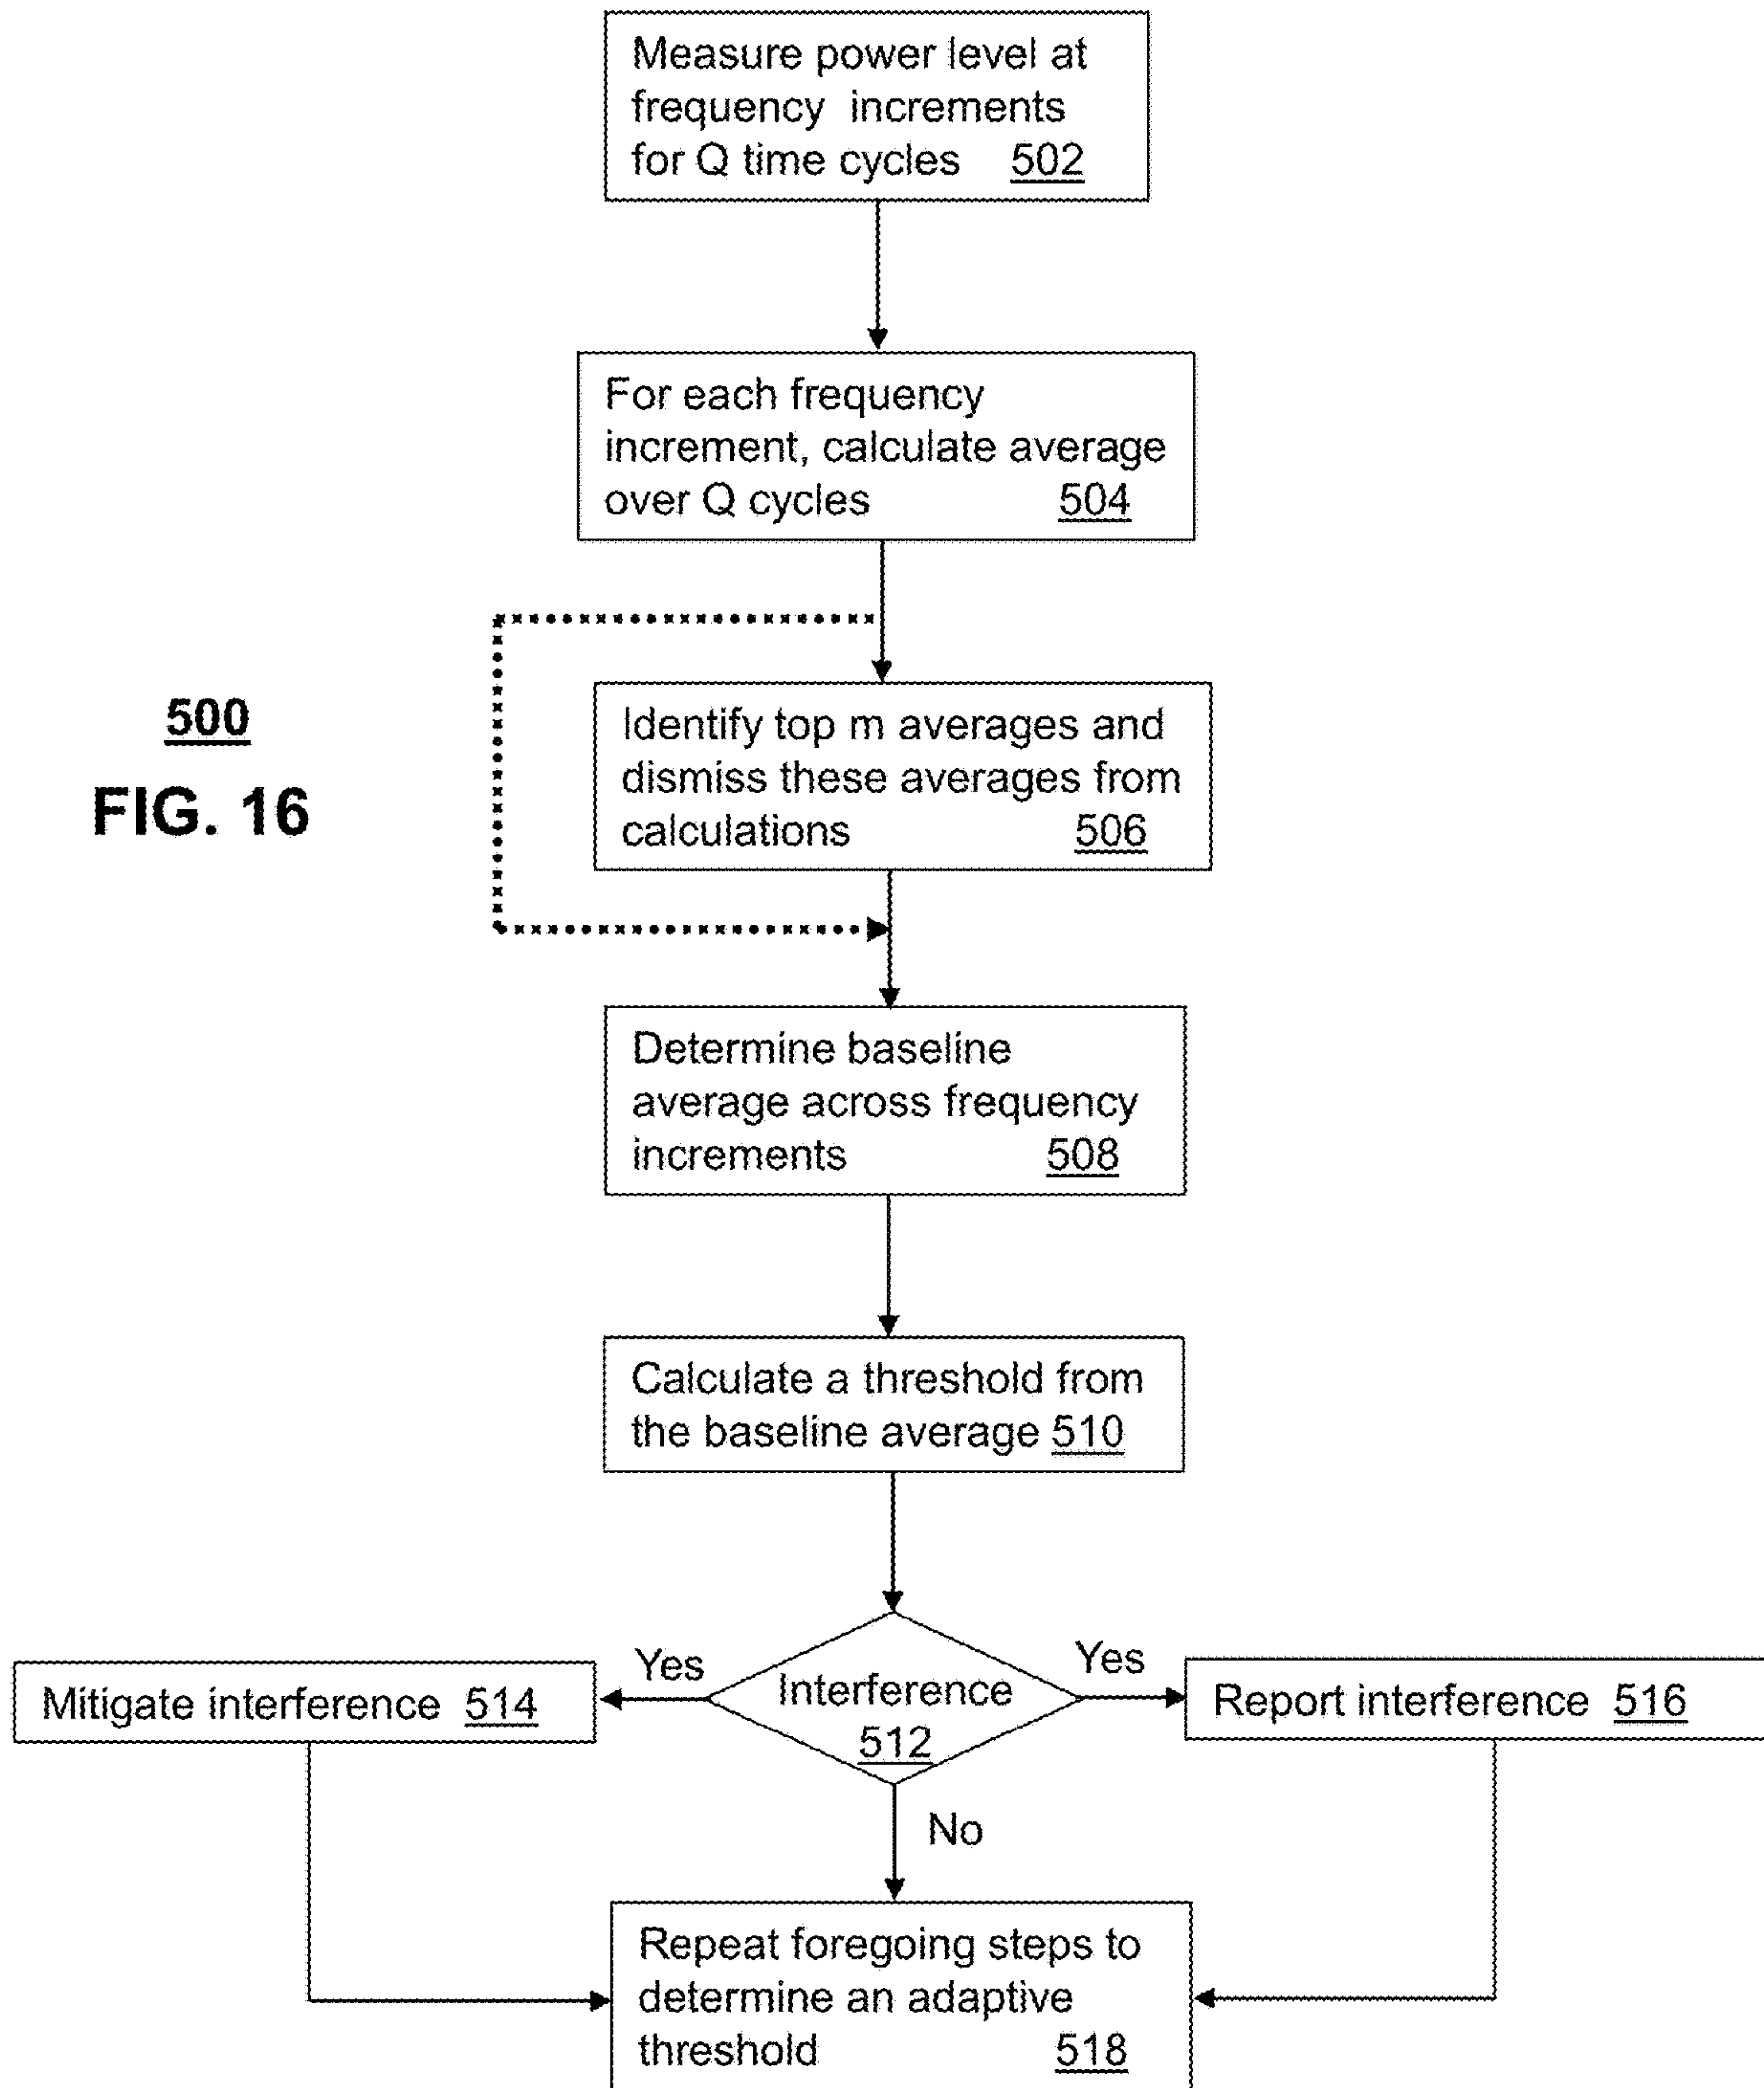 Measure power level at
frequency increments
for Q time cycles 502
For each frequency
increment, calculate average
over Q cycles 504
500
FIG. 16
Identify top m averages and
dismiss these averages from
calculations 506
Determine baseline
average across frequency
increments 508
Calculate a threshold from
the baseline average 510
Yes
Yes
Mitigate interference 514
Interference
512
Report interference 516
No
Repeat foregoing steps to
determine an adaptive
threshold 518